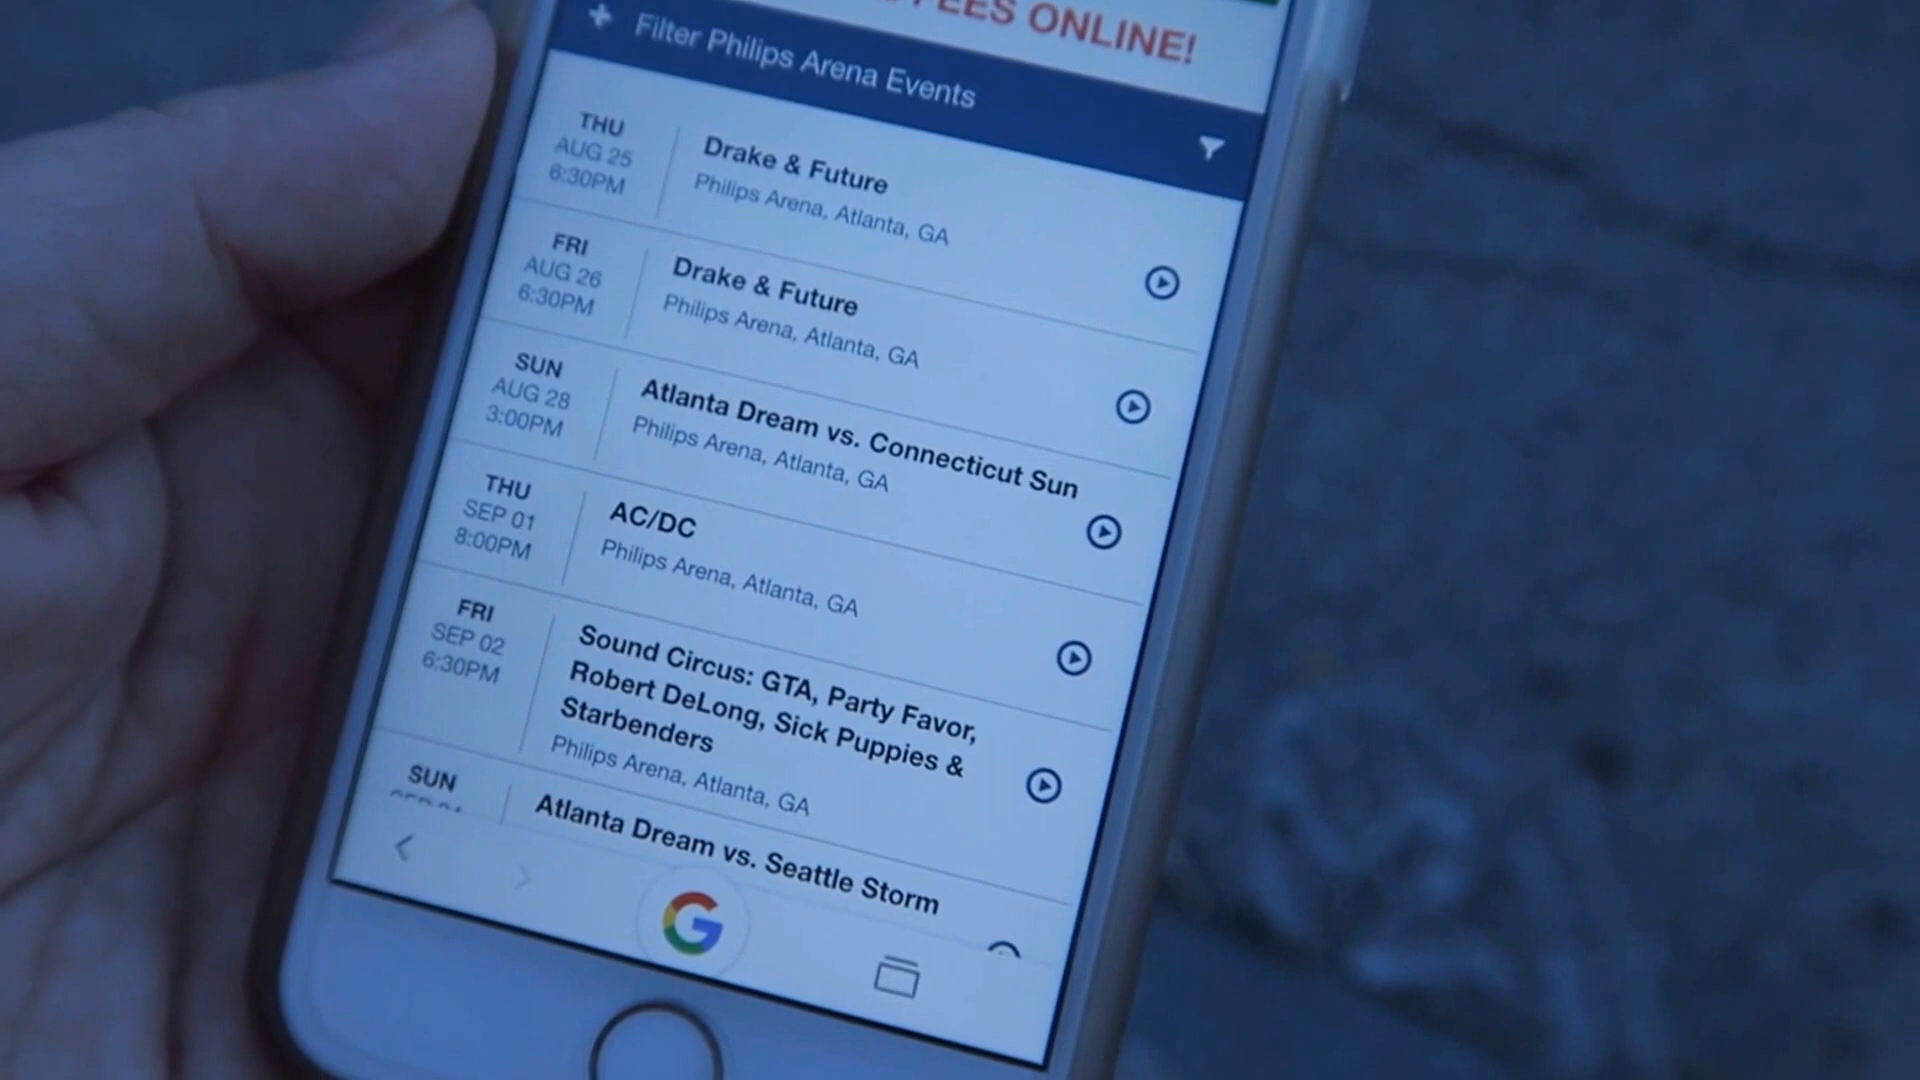 FEES ONLINE!
Filter Philips Arena Events
THU
AUG 25
6:30PM
Drake & Future
Philips Arena, Atlanta, GA
FRI
AUG 26
6:30PM
Drake & Future
Philips Arena, Atlanta, GA
SUN
AUG 28
3:00PM
Atlanta Dream vs. Connecticut Sun
Philips Arena, Atlanta, GA
THU
SEP 01
8:00PM
AC/DC
Philips Arena, Atlanta, GA
FRI
SEP 02
6:30PM
Sound Circus: GTA, Party Favor,
Robert DeLong, Sick Puppies &
Starbenders
Philips Arena, Atlanta, GA
SUN
Atlanta Dream vs. Seattle Storm
G